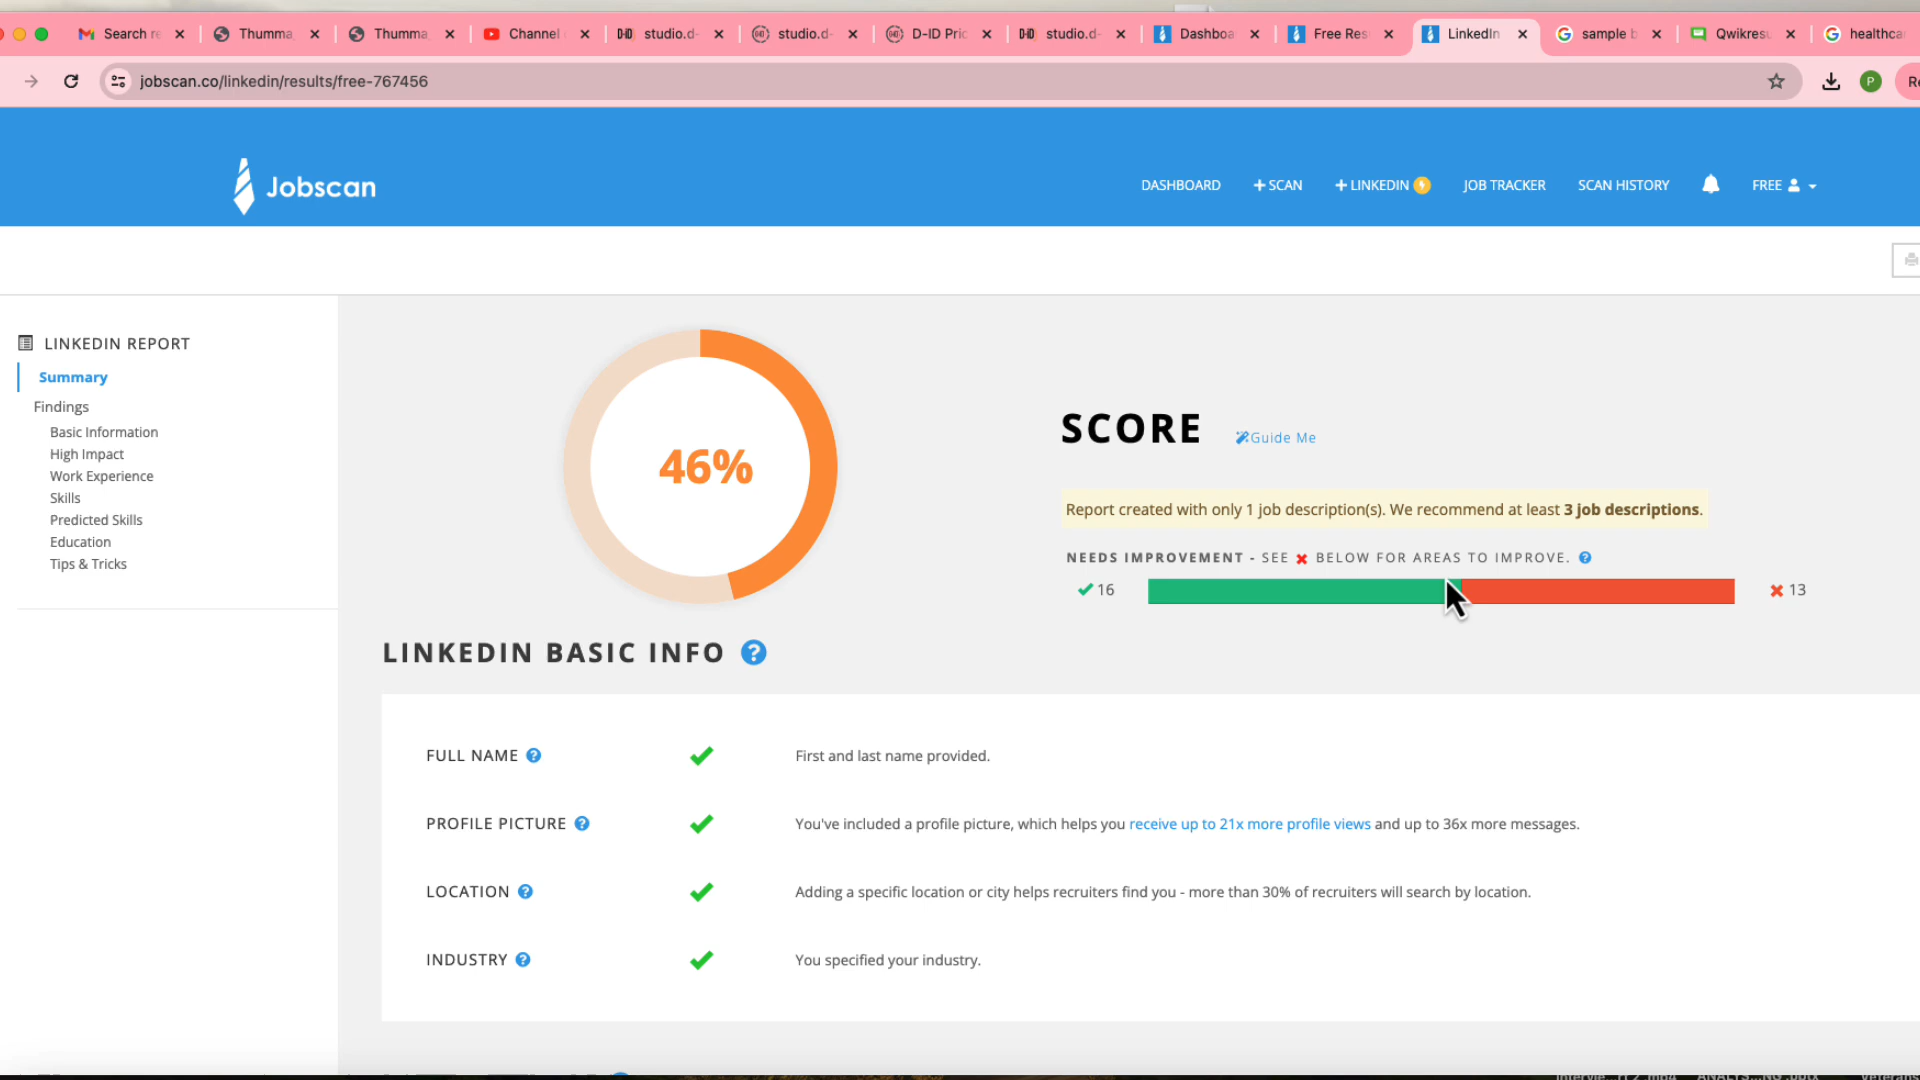 Search re
Thumma
Thumma
Channel
D-ID studio.d-
studio.d-
D-ID Pric
D-ID studio.d-
Dashboa
Free Res
LinkedIn
sample b
Qwikresu
healthca
jobscan.co/linkedin/results/free-767456
P
Re
Jobscan
DASHBOARD
+ SCAN
+ LINKEDIN
JOB TRACKER
SCAN HISTORY
FREE
LINKEDIN REPORT
Summary
Findings
Basic Information
High Impact
Work Experience
Skills
Predicted Skills
Education
Tips & Tricks
46%
SCORE
Guide Me
Report created with only 1 job description(s). We recommend at least 3 job descriptions.
NEEDS IMPROVEMENT - SEE ✖ BELOW FOR AREAS TO IMPROVE. ?
✔ 16
✖ 13
LINKEDIN BASIC INFO ?
FULL NAME ? ✔ First and last name provided.
PROFILE PICTURE ? ✔ You've included a profile picture, which helps you receive up to 21x more profile views and up to 36x more messages.
LOCATION ? ✔ Adding a specific location or city helps recruiters find you - more than 30% of recruiters will search by location.
INDUSTRY ? ✔ You specified your industry.